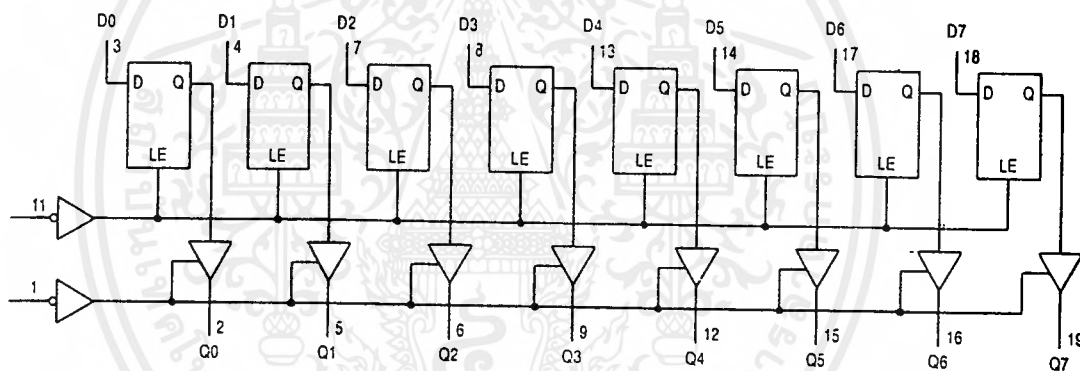 D0 D1 D2 D3 D4 D5 D6 D7
3 4 7 8 13 14 17 18
D Q D Q D Q D Q D Q D Q D Q D Q
LE LE LE LE LE LE LE LE
11
1
2 5 6 9 12 15 16 19
Q0 Q1 Q2 Q3 Q4 Q5 Q6 Q7